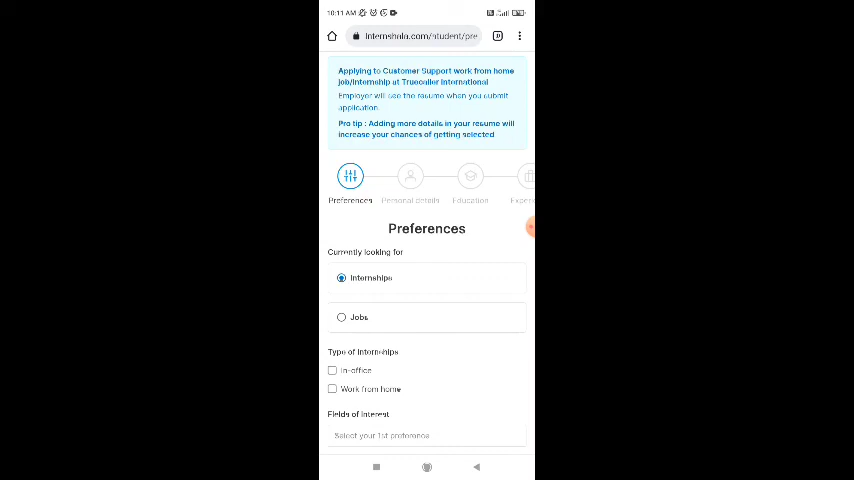 10:11 AM
internshala.com/student/pre
Applying to Customer Support work from home
job/internship at Truecaller International
Employer will see the resume when you submit
application.
Pro tip : Adding more details in your resume will
increase your chances of getting selected
Preferences Personal details Education Experi
Preferences
Currently looking for
Internships
Jobs
Type of internships
In-office
Work from home
Fields of interest
Select your 1st preference